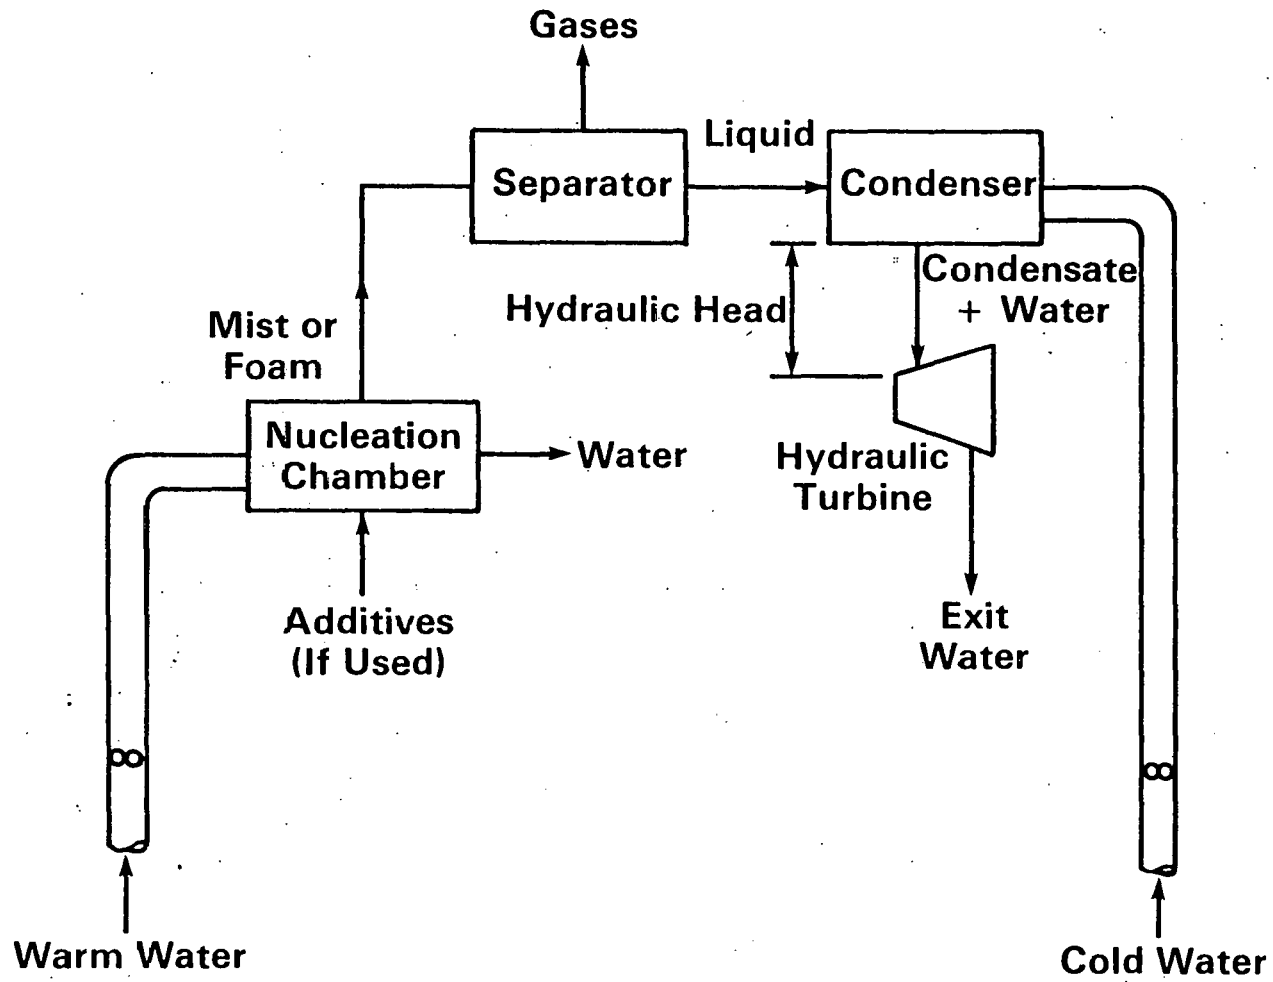 Gases
Liquid
Separator
Condenser
Condensate
+ Water
Hydraulic Head
Mist or
Foam
Nucleation
Chamber
Water
Hydraulic
Turbine
Additives
(If Used)
Exit
Water
Warm Water
Cold Water